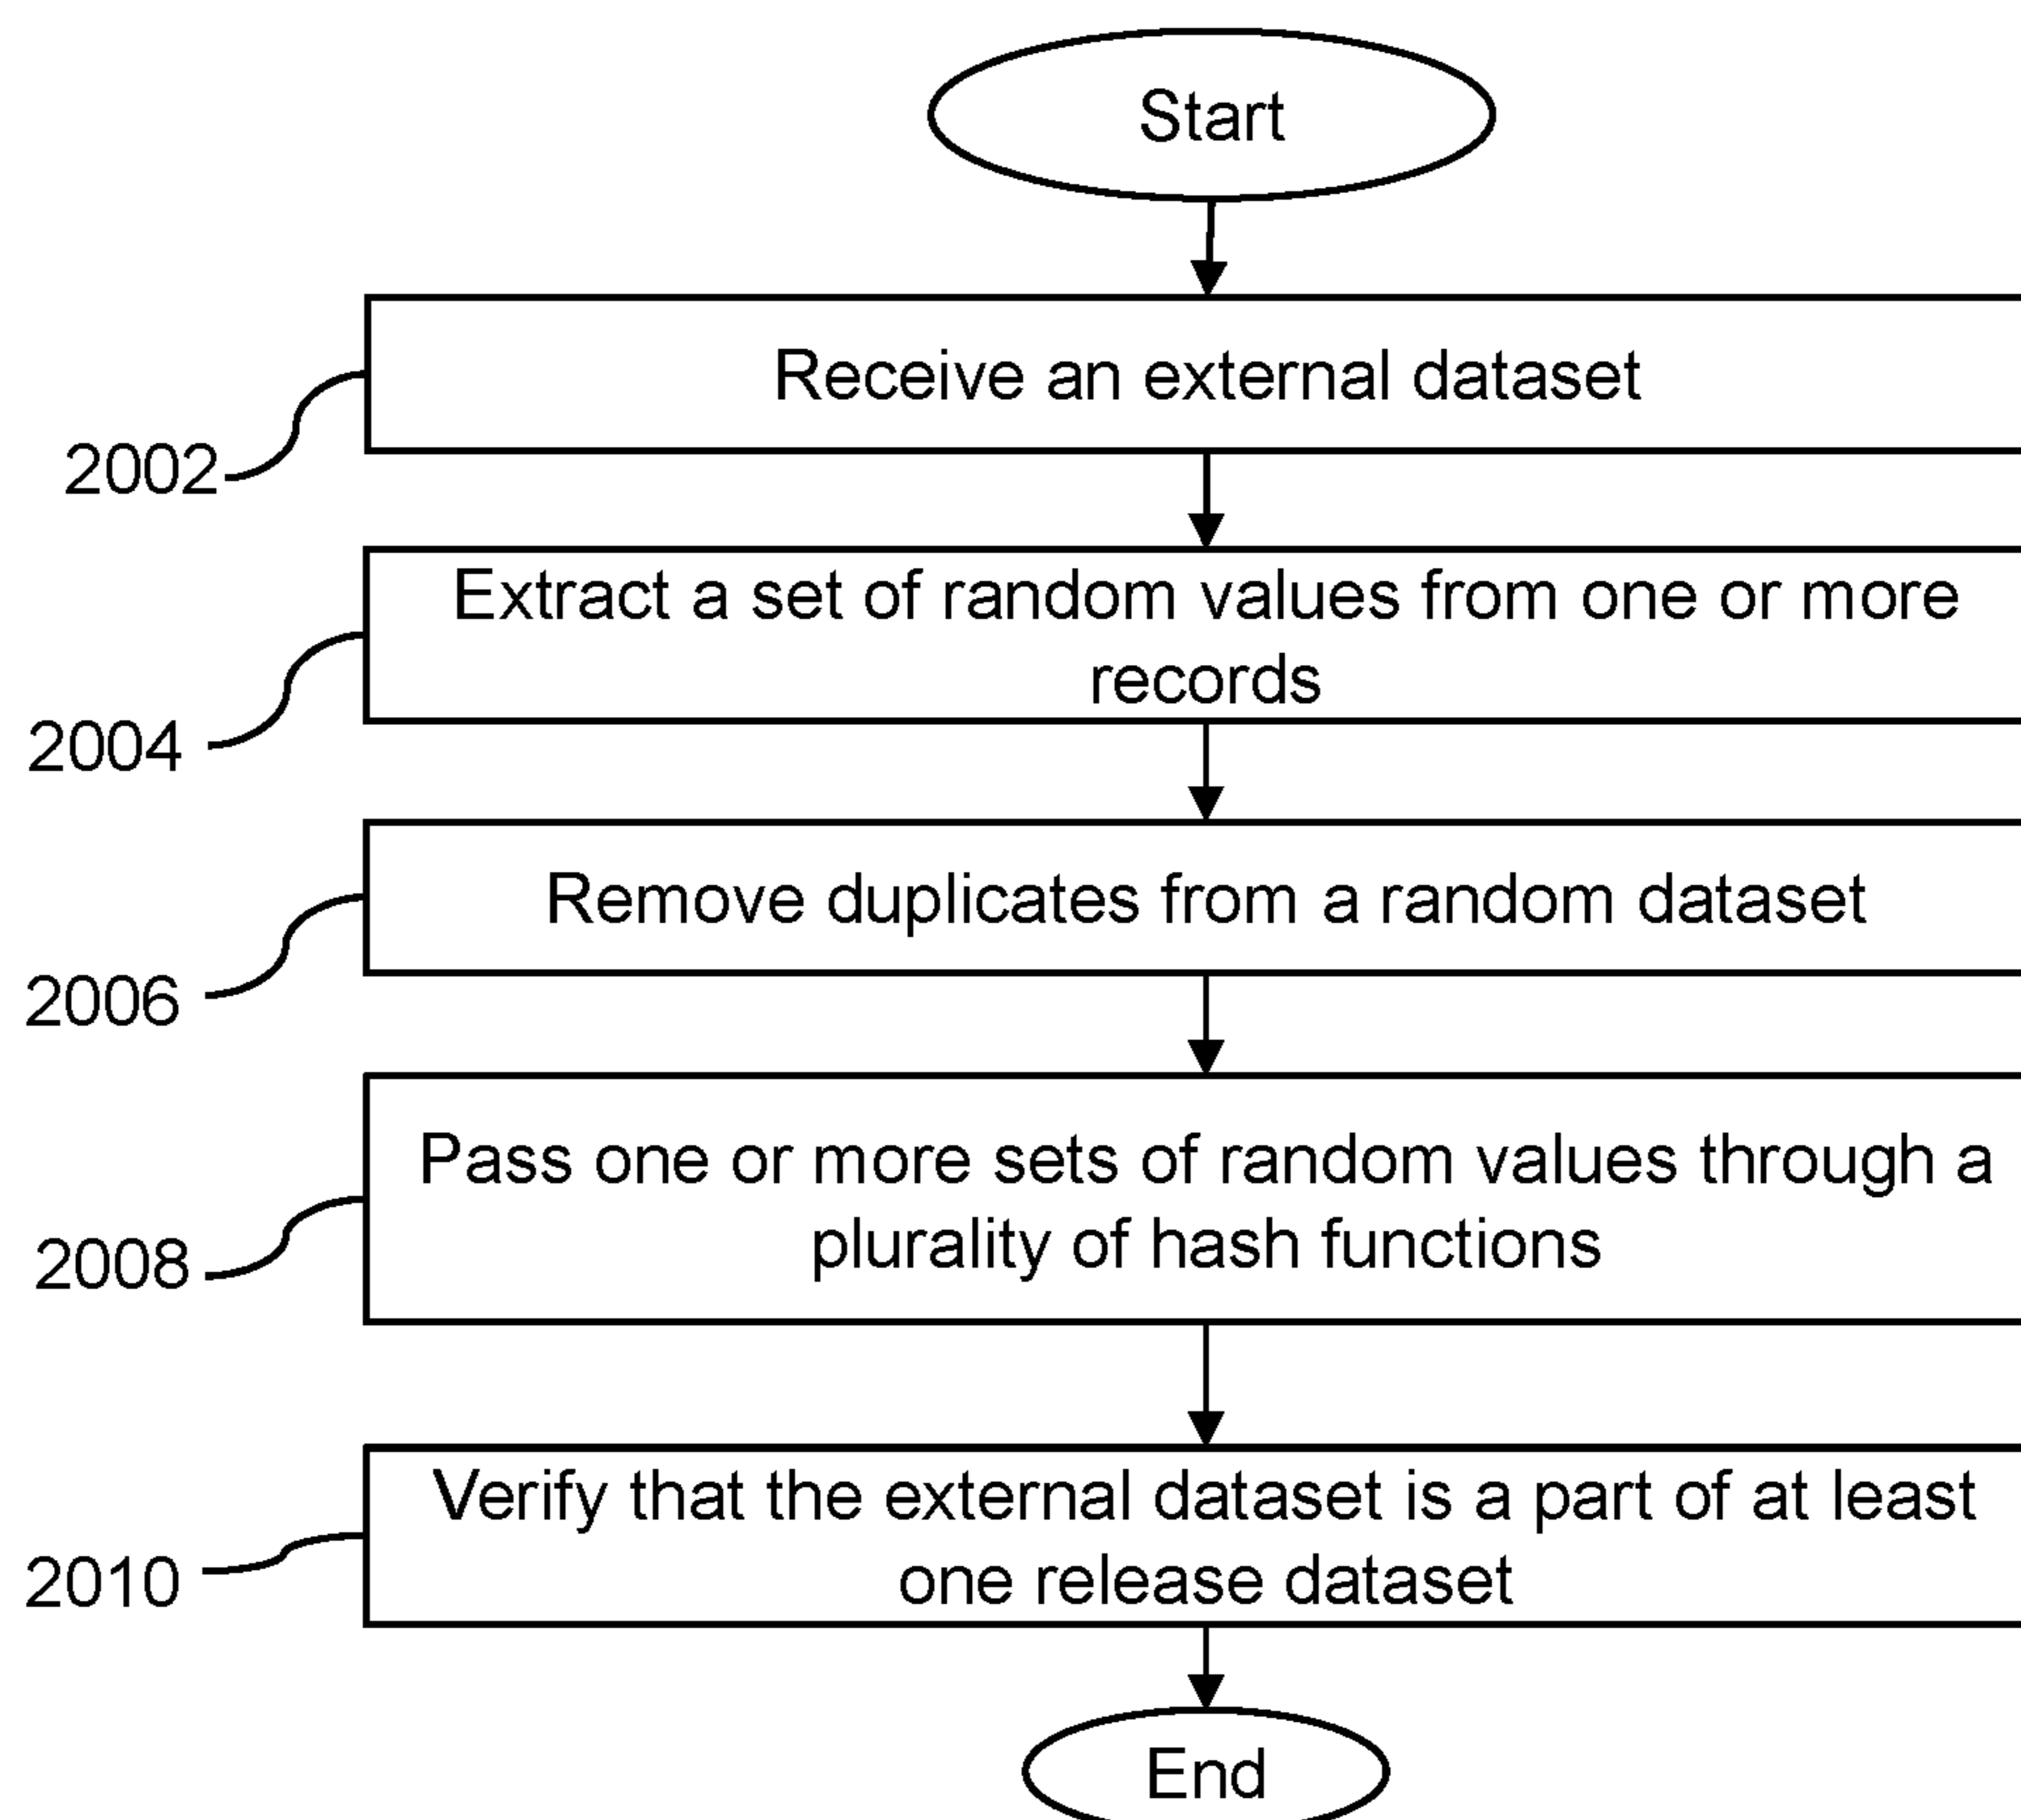 Start
Receive an external dataset
2002
Extract a set of random values from one or more
records
2004
Remove duplicates from a random dataset
2006
Pass one or more sets of random values through a
plurality of hash functions
2008
Verify that the external dataset is a part of at least
one release dataset
2010
End